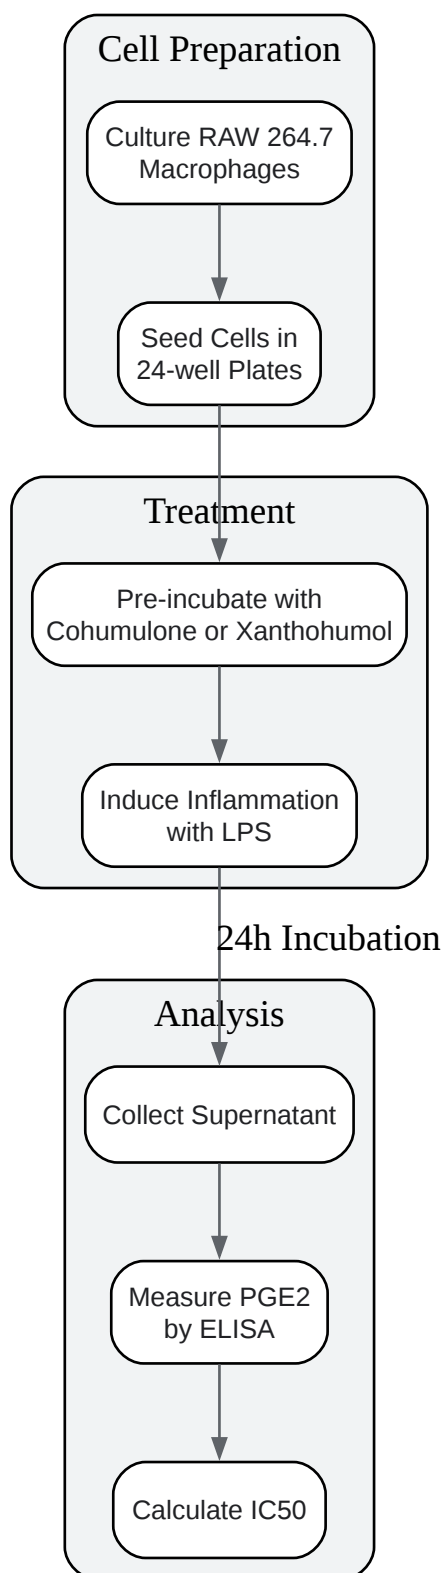 Cell Preparation
Culture RAW 264.7
Macrophages
Seed Cells in
24-well Plates
Treatment
Pre-incubate with
Cohumulone or Xanthohumol
Induce Inflammation
with LPS
24h Incubation
Analysis
Collect Supernatant
Measure PGE2
by ELISA
Calculate IC50